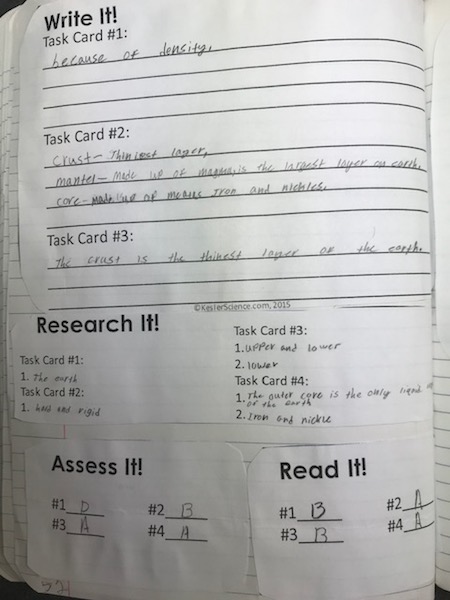 Write It!
Task Card #1:
because of density.
Task Card #2:
crust - Thinnest layer,
mantel - Made up of magma, is the largest layer on earth.
core - made up of metals Iron and nickles.
Task Card #3:
The crust is the thinest layer on the earth.
©KeslerScience.com, 2015
Research It!
Task Card #1:
1. The earth
Task Card #2:
1. hard and rigid
Task Card #3:
1. upper and lower
2. lower
Task Card #4:
1. The outer core is the only liquid
of the earth
2. Iron and nickle
Assess It!
#1 D #2 B
#3 A #4 A
Read It!
#1 B #2 A
#3 B #4 A